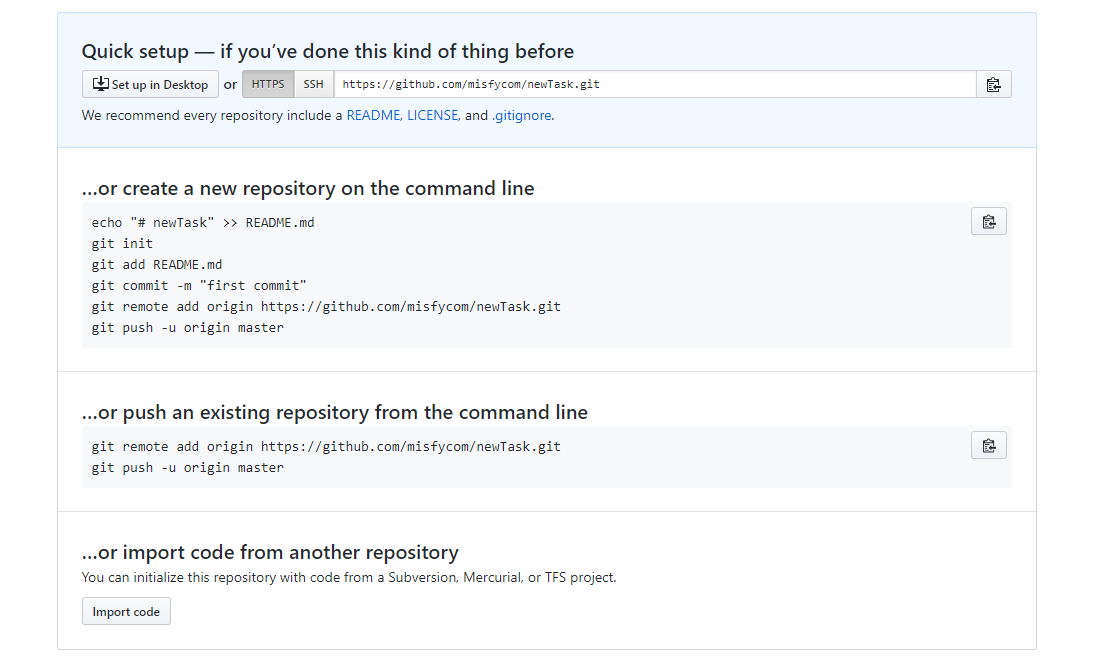 Quick setup — if you’ve done this kind of thing before
Set up in Desktop or HTTPS SSH https://github.com/misfycom/newTask.git
We recommend every repository include a README, LICENSE, and .gitignore.
…or create a new repository on the command line
echo "# newTask" >> README.md
git init
git add README.md
git commit -m "first commit"
git remote add origin https://github.com/misfycom/newTask.git
git push -u origin master
…or push an existing repository from the command line
git remote add origin https://github.com/misfycom/newTask.git
git push -u origin master
…or import code from another repository
You can initialize this repository with code from a Subversion, Mercurial, or TFS project.
Import code